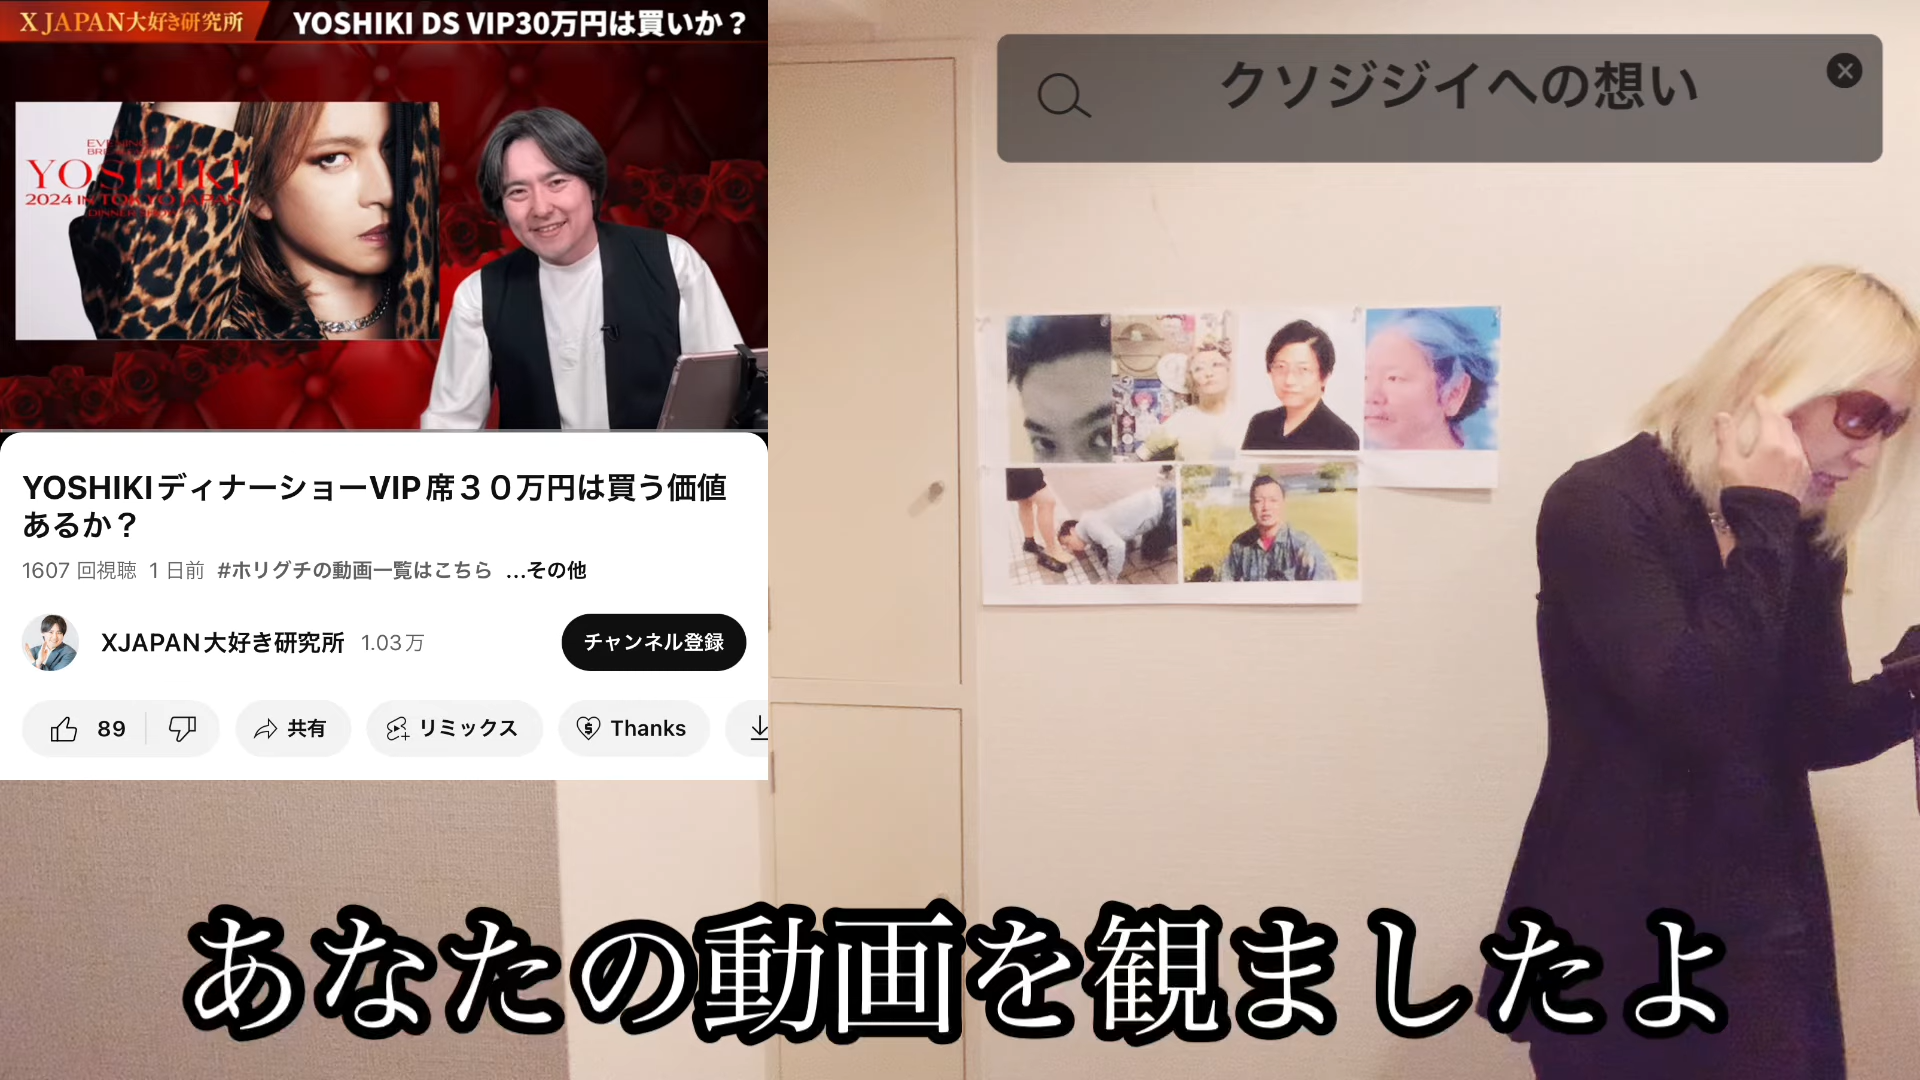 X JAPAN大好き研究所
YOSHIKI DS VIP30万円は買いか？
YOSHIKI
2024 IN TOKYO JAPAN
DINNER SHOW
YOSHIKIディナーショーVIP席３０万円は買う価値
あるか？
1607 回視聴 1 日前 #ホリグチの動画一覧はこちら ...その他
XJAPAN大好き研究所 1.03万
チャンネル登録
89
共有
リミックス
Thanks
クソジジイへの想い
あなたの動画を観ましたよ